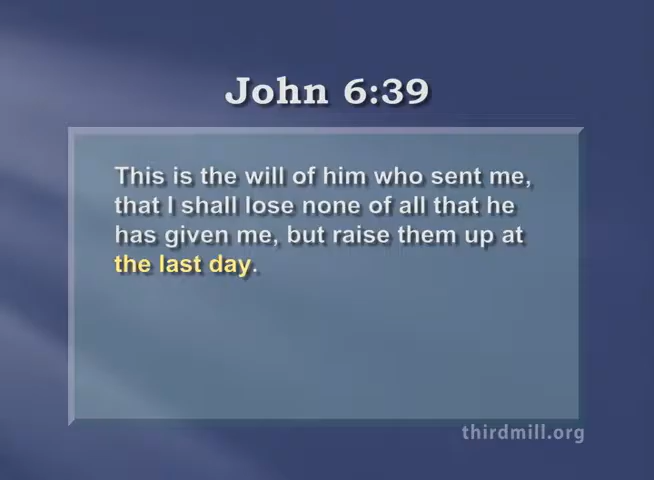 John 6:39
This is the will of him who sent me,
that I shall lose none of all that he
has given me, but raise them up at
the last day.
thirdmill.org